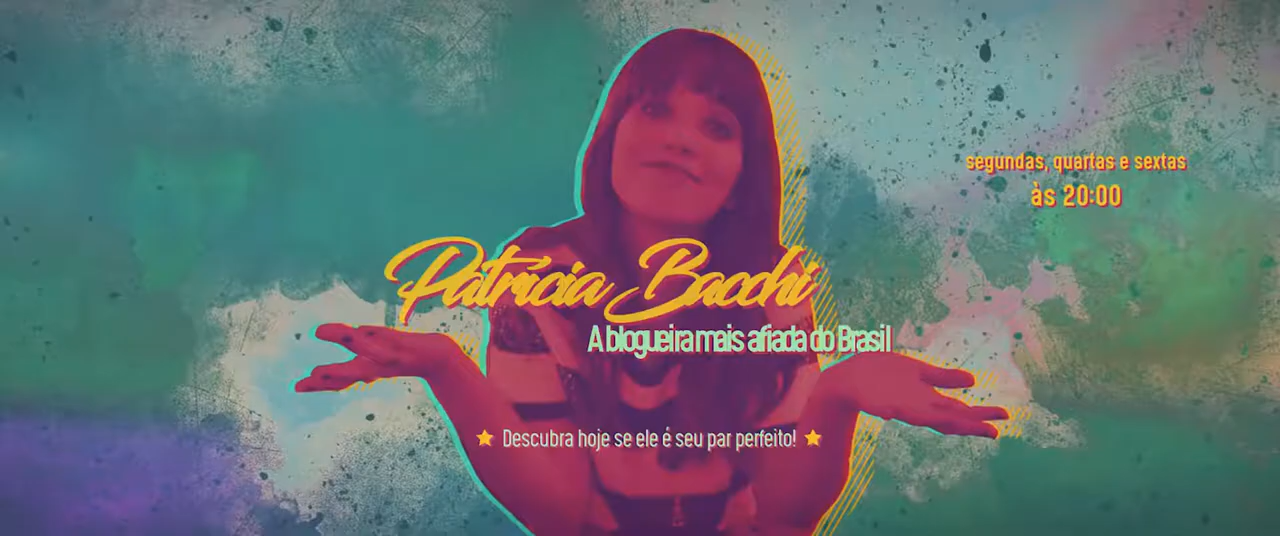 segundas, quartas e sextas
às 20:00
Patrícia Bacchi
A blogueira mais afiada do Brasil
Descubra hoje se ele é seu par perfeito!